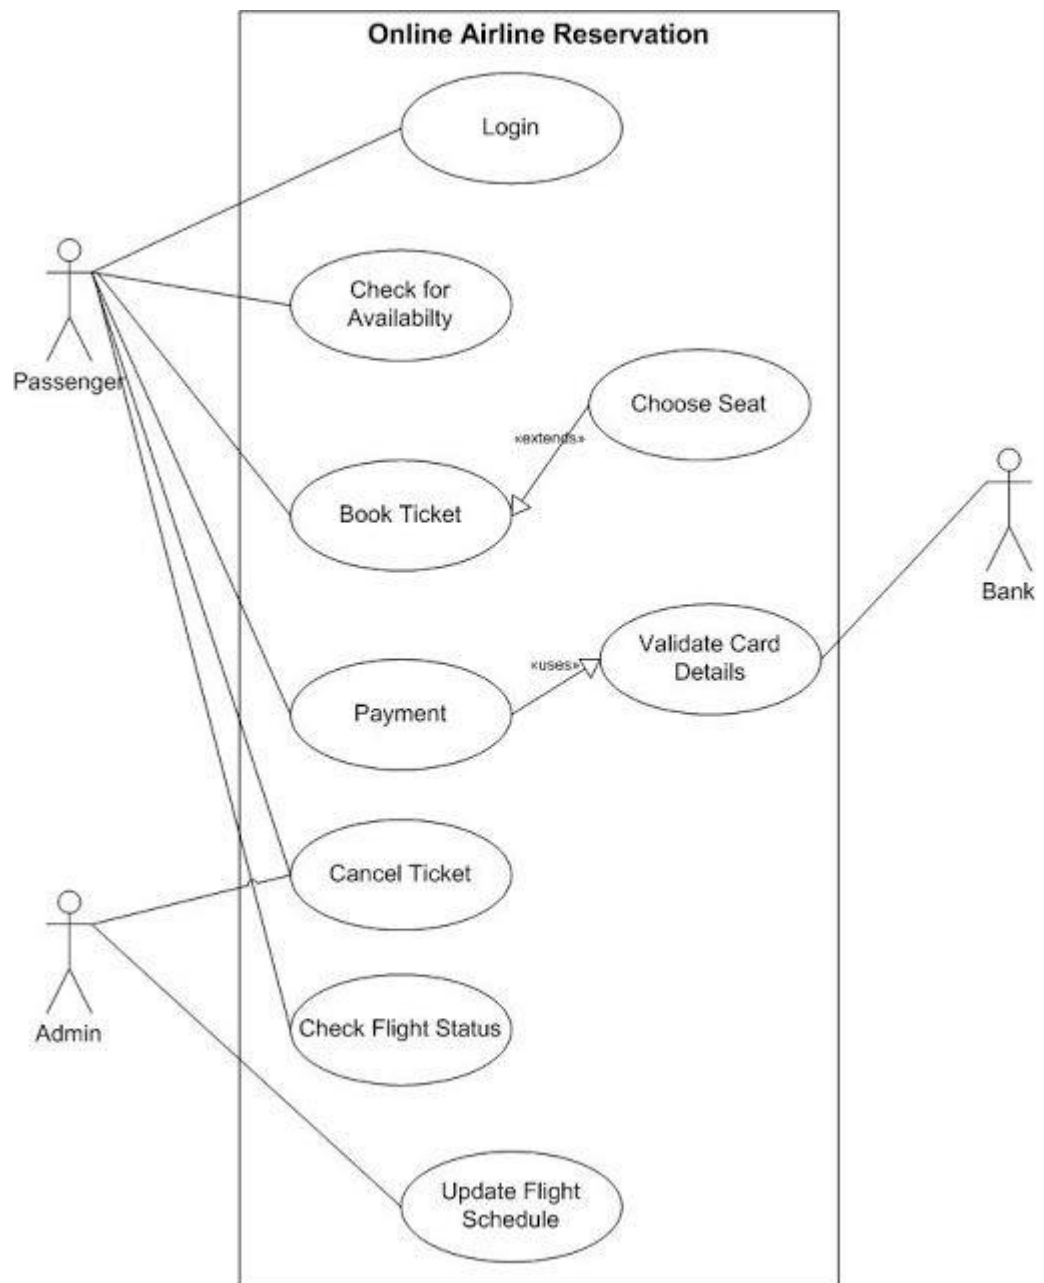 Online Airline Reservation
Login
Check for
Availabilty
Passenger
Choose Seat
«extends»
Book Ticket
Bank
Validate Card
Details
«uses»
Payment
Cancel Ticket
Admin
Check Flight Status
Update Flight
Schedule